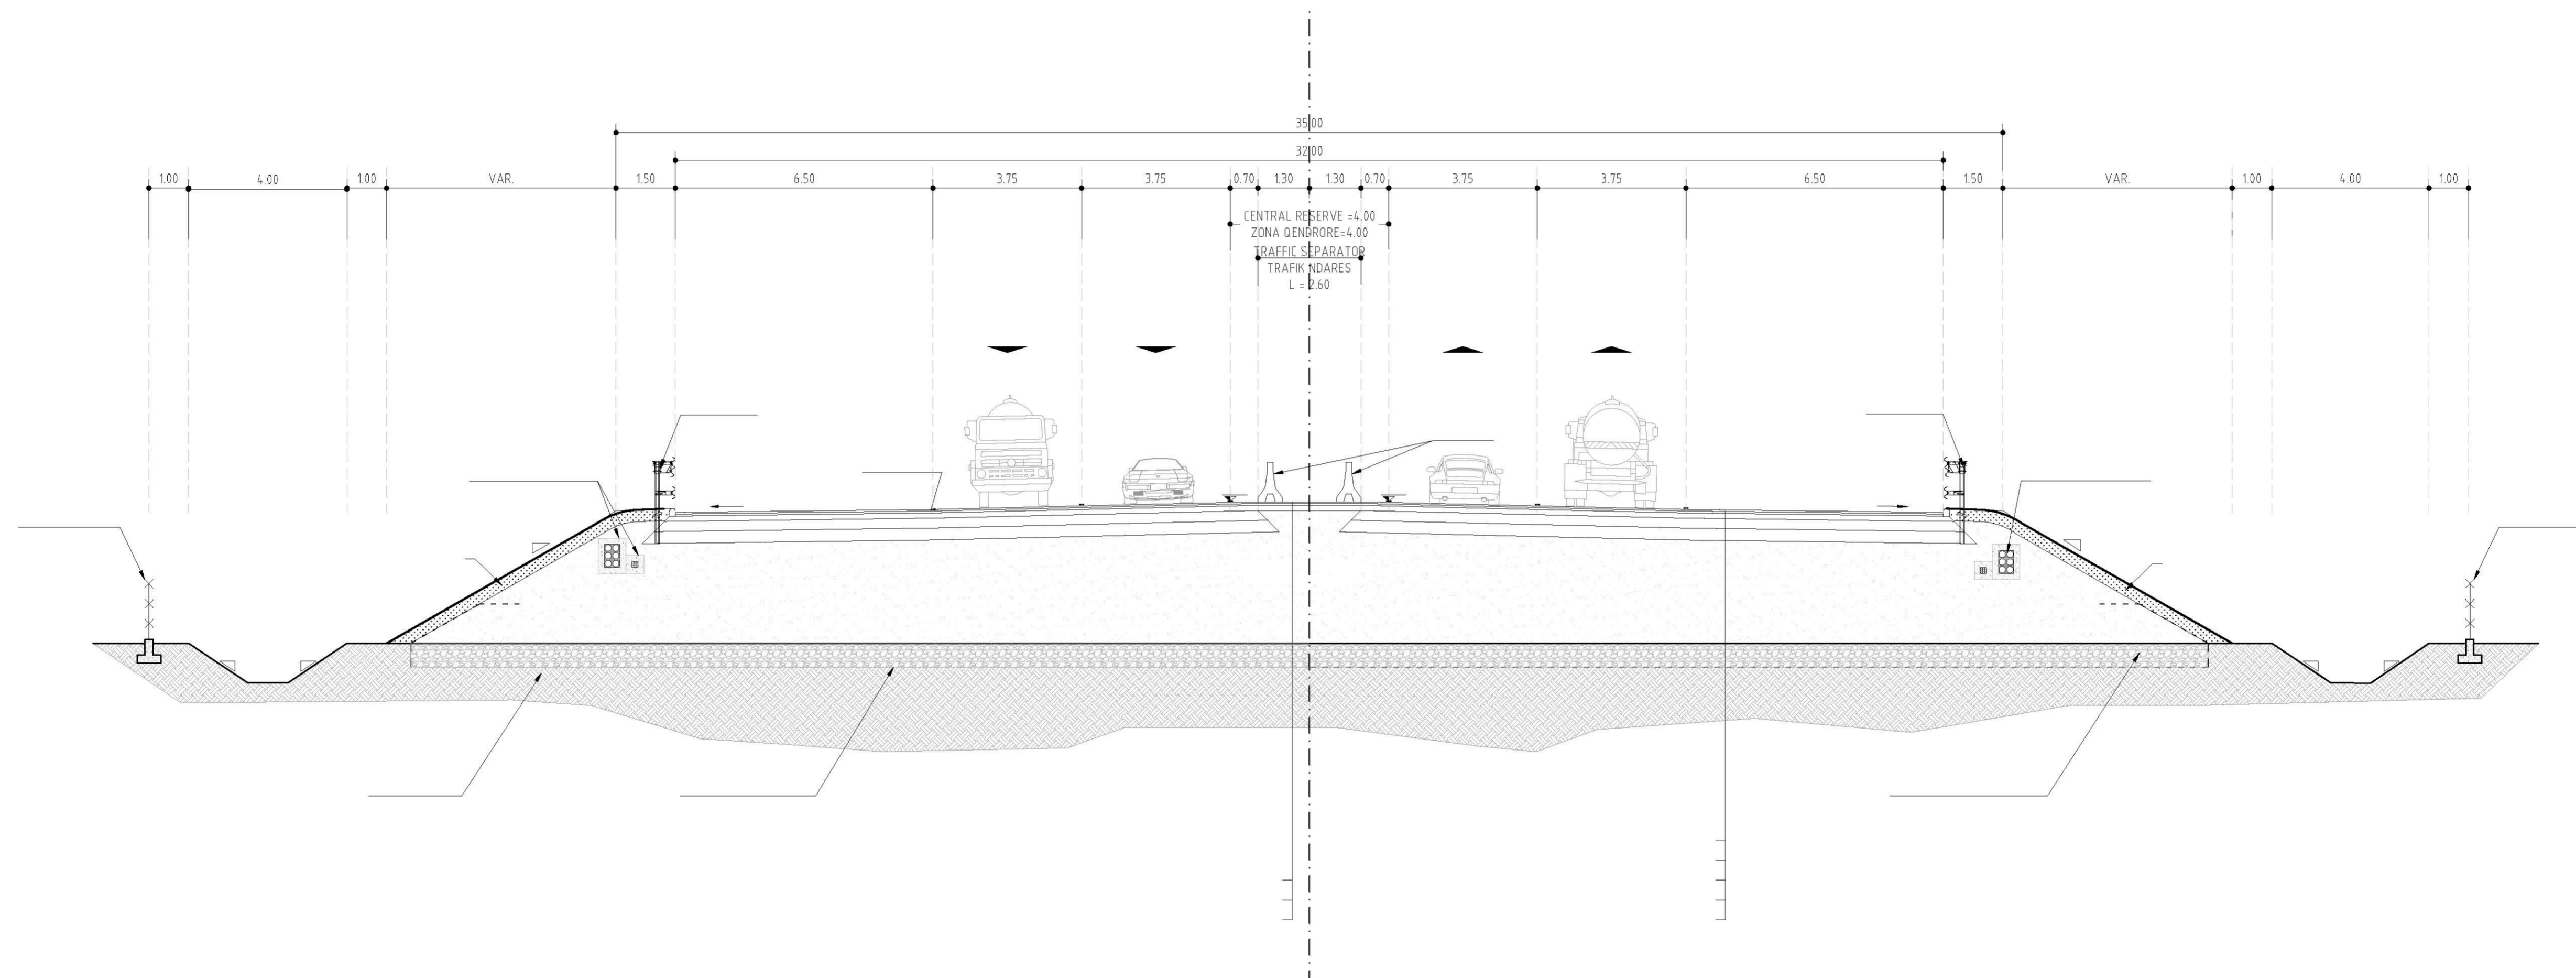 35.00
32.00
1.00 4.00 1.00 VAR. 1.50 6.50 3.75 3.75 0.70 1.30 1.30 0.70 3.75 3.75 6.50 1.50 VAR. 1.00 4.00 1.00
CENTRAL RESERVE =4.00
ZONA QENDRORE=4.00
TRAFFIC SEPARATOR
TRAFIK NDARES
L = 2.60